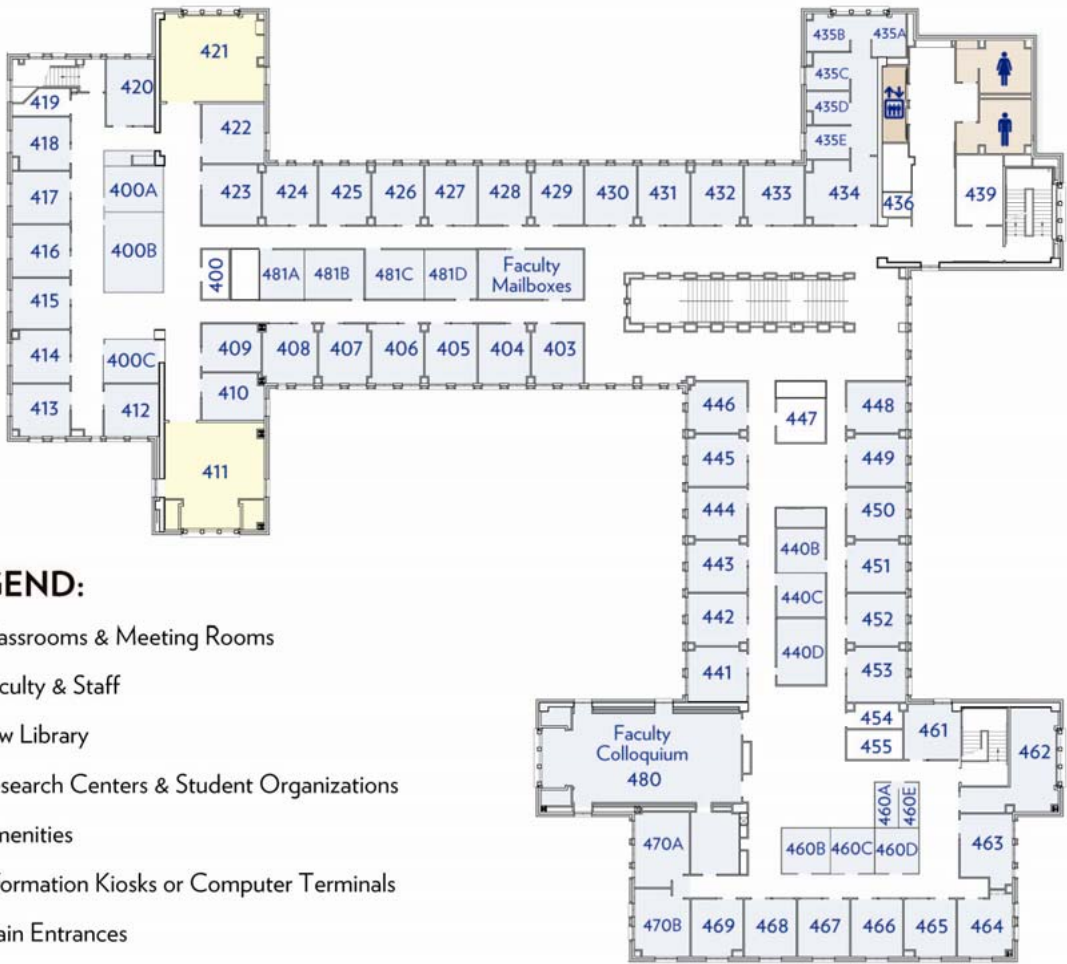 421
435B
435A
420
435C
419
435D
422
418
435E
400A
417
423
424
425
426
427
428
429
430
431
432
433
434
436
439
416
400B
400
481A
481B
481C
481D
Faculty
Mailboxes
415
414
400C
409
408
407
406
405
404
403
413
412
410
446
447
448
411
445
449
444
450
443
440B
451
440C
442
452
441
440D
453
454
455
461
462
Faculty
Colloquium
480
460A
460E
470A
460B
460C
460D
463
470B
469
468
467
466
465
464
GEND:
assrooms & Meeting Rooms
culty & Staff
w Library
search Centers & Student Organizations
menities
formation Kiosks or Computer Terminals
ain Entrances